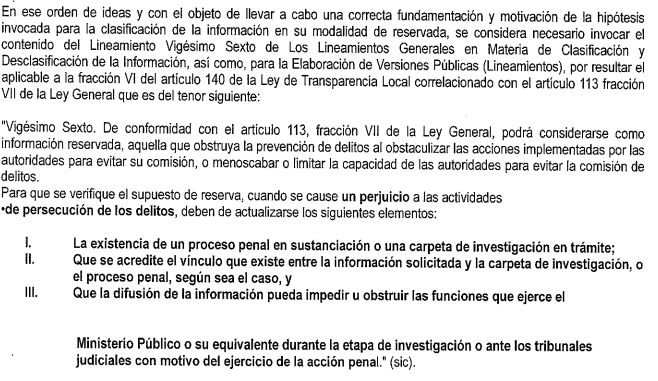 En ese orden de ideas y con el objeto de llevar a cabo una correcta fundamentación y motivación de la hipótesis
invocada para la clasificación de la información en su modalidad de reservada, se considera necesario invocar el
contenido del Lineamiento Vigésimo Sexto de Los Lineamientos Generales en Materia de Clasificación y
Desclasificación de la Información, así como, para la Elaboración de Versiones Públicas (Lineamientos), por resultar el
aplicable a la fracción VI del artículo 140 de la Ley de Transparencia Local correlacionado con el artículo 113 fracción
VII de la Ley General que es del tenor siguiente:
"Vigésimo Sexto. De conformidad con el artículo 113, fracción VII de la Ley General, podrá considerarse como
información reservada, aquella que obstruya la prevención de delitos al obstaculizar las acciones implementadas por las
autoridades para evitar su comisión, o menoscabar o limitar la capacidad de las autoridades para evitar la comisión de
delitos.
Para que se verifique el supuesto de reserva, cuando se cause un perjuicio a las actividades
•de persecución de los delitos, deben de actualizarse los siguientes elementos:
I. La existencia de un proceso penal en sustanciación o una carpeta de investigación en trámite;
II. Que se acredite el vínculo que existe entre la información solicitada y la carpeta de investigación, o
el proceso penal, según sea el caso, y
III. Que la difusión de la información pueda impedir u obstruir las funciones que ejerce el
Ministerio Público o su equivalente durante la etapa de investigación o ante los tribunales
judiciales con motivo del ejercicio de la acción penal." (sic).